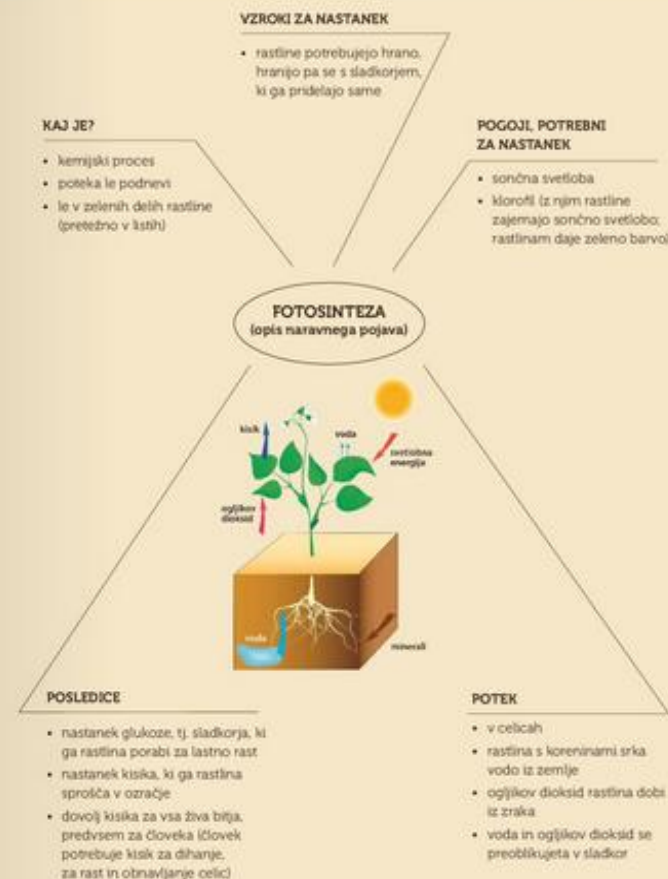 VZROKI ZA NASTANEK
• rastline potrebujejo hrano,
hranijo pa se s sladkorjem,
ki ga pridelajo same
KAJ JE?
• kemijski proces
• poteka le podnevi
• le v zelenih delih rastline
(pretežno v listih)
POGOJI, POTREBNI
ZA NASTANEK
• sončna svetloba
• klorofil (z njim rastline
zajemajo sončno svetlobo;
rastlinam daje zeleno barvo)
FOTOSINTEZA
(opis naravnega pojava)
kisik
voda
svetlobna
energija
ogljikov
dioksid
voda
minerali
POSLEDICE
• nastanek glukoze, tj. sladkorja, ki
ga rastlina porabi za lastno rast
• nastanek kisika, ki ga rastlina
sprošča v ozračje
• dovolj kisika za vsa živa bitja,
predvsem za človeka (človek
potrebuje kisik za dihanje,
za rast in obnavljanje celic)
POTEK
• v celicah
• rastlina s koreninami srka
vodo iz zemlje
• ogljikov dioksid rastlina dobi
iz zraka
• voda in ogljikov dioksid se
preoblikujeta v sladkor